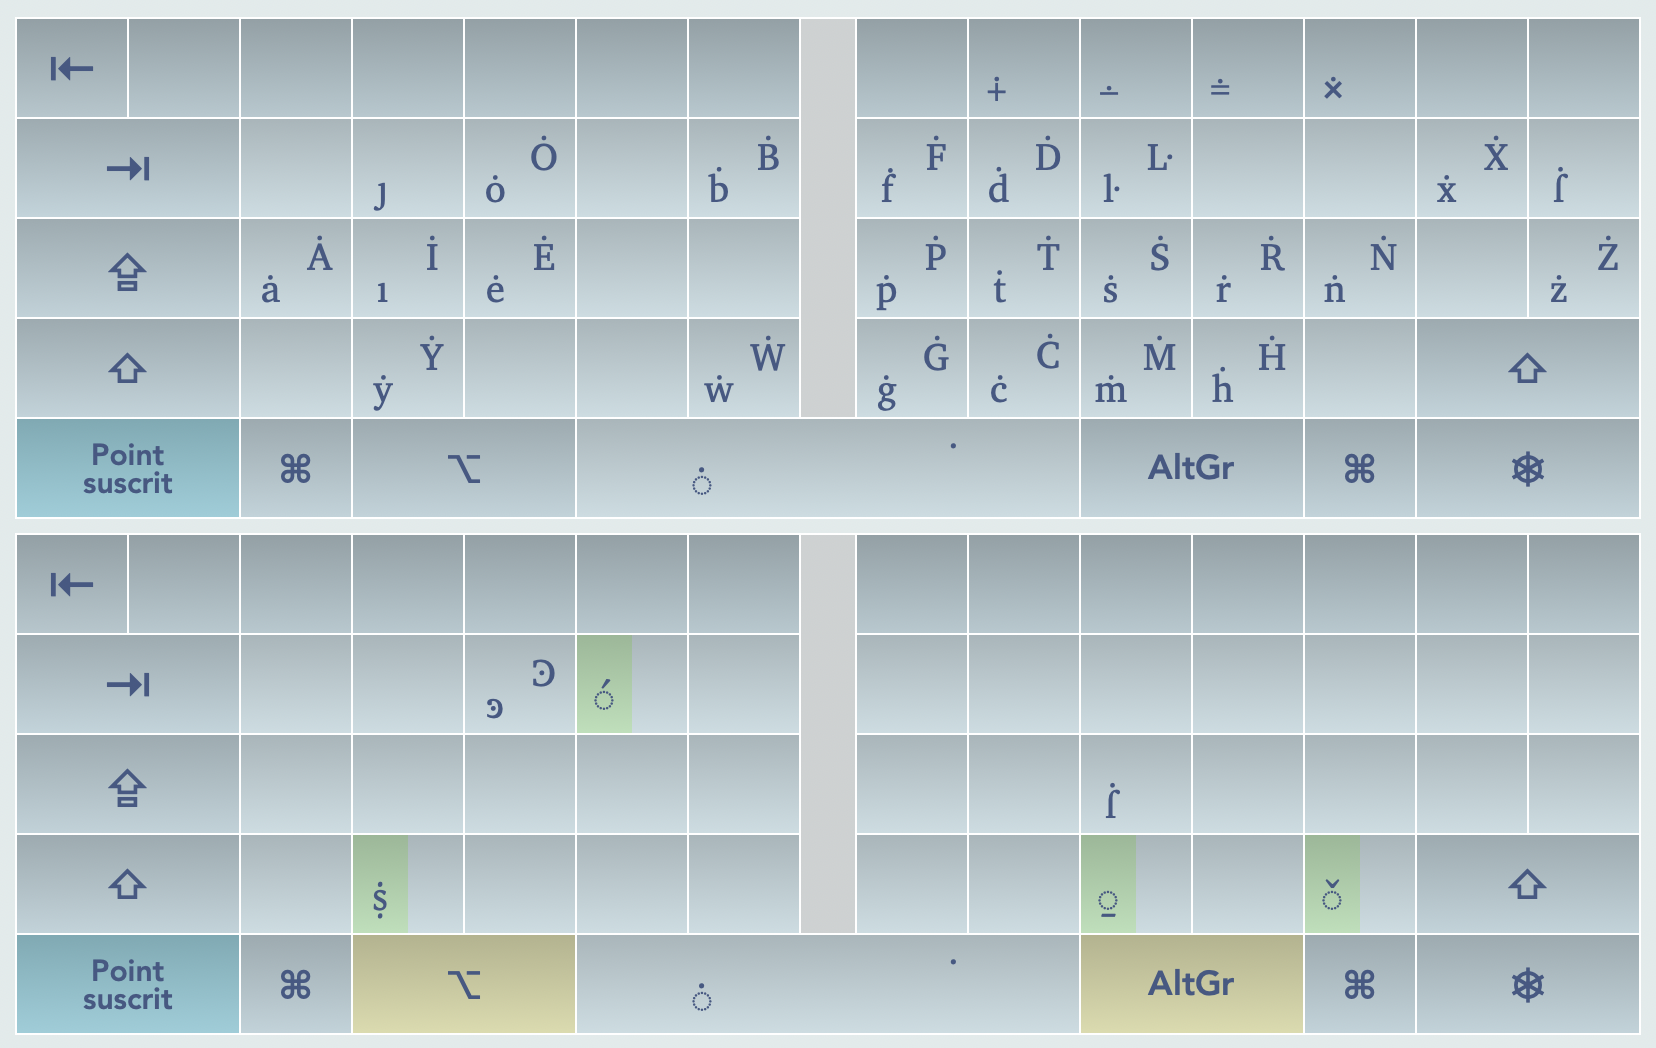 ∔ ∸ ≐ ⨰
ȷ ȯ Ȯ ḃ Ḃ ḟ Ḟ ḋ Ḋ ŀ Ŀ ẋ Ẋ ẛ
ȧ Ȧ ı İ ė Ė ṗ Ṗ ṫ Ṫ ṡ Ṡ ṙ Ṙ ṅ Ṅ ż Ż
ẏ Ẏ ẇ Ẇ ġ Ġ ċ Ċ ṁ Ṁ ḣ Ḣ
Point
suscrit ⌘ ⌥ ◌̇ ˙ AltGr ⌘
ꜿ Ꜿ ◌́
ẛ
ṩ ◌̱ ◌̌
Point
suscrit ⌘ ⌥ ◌̇ ˙ AltGr ⌘